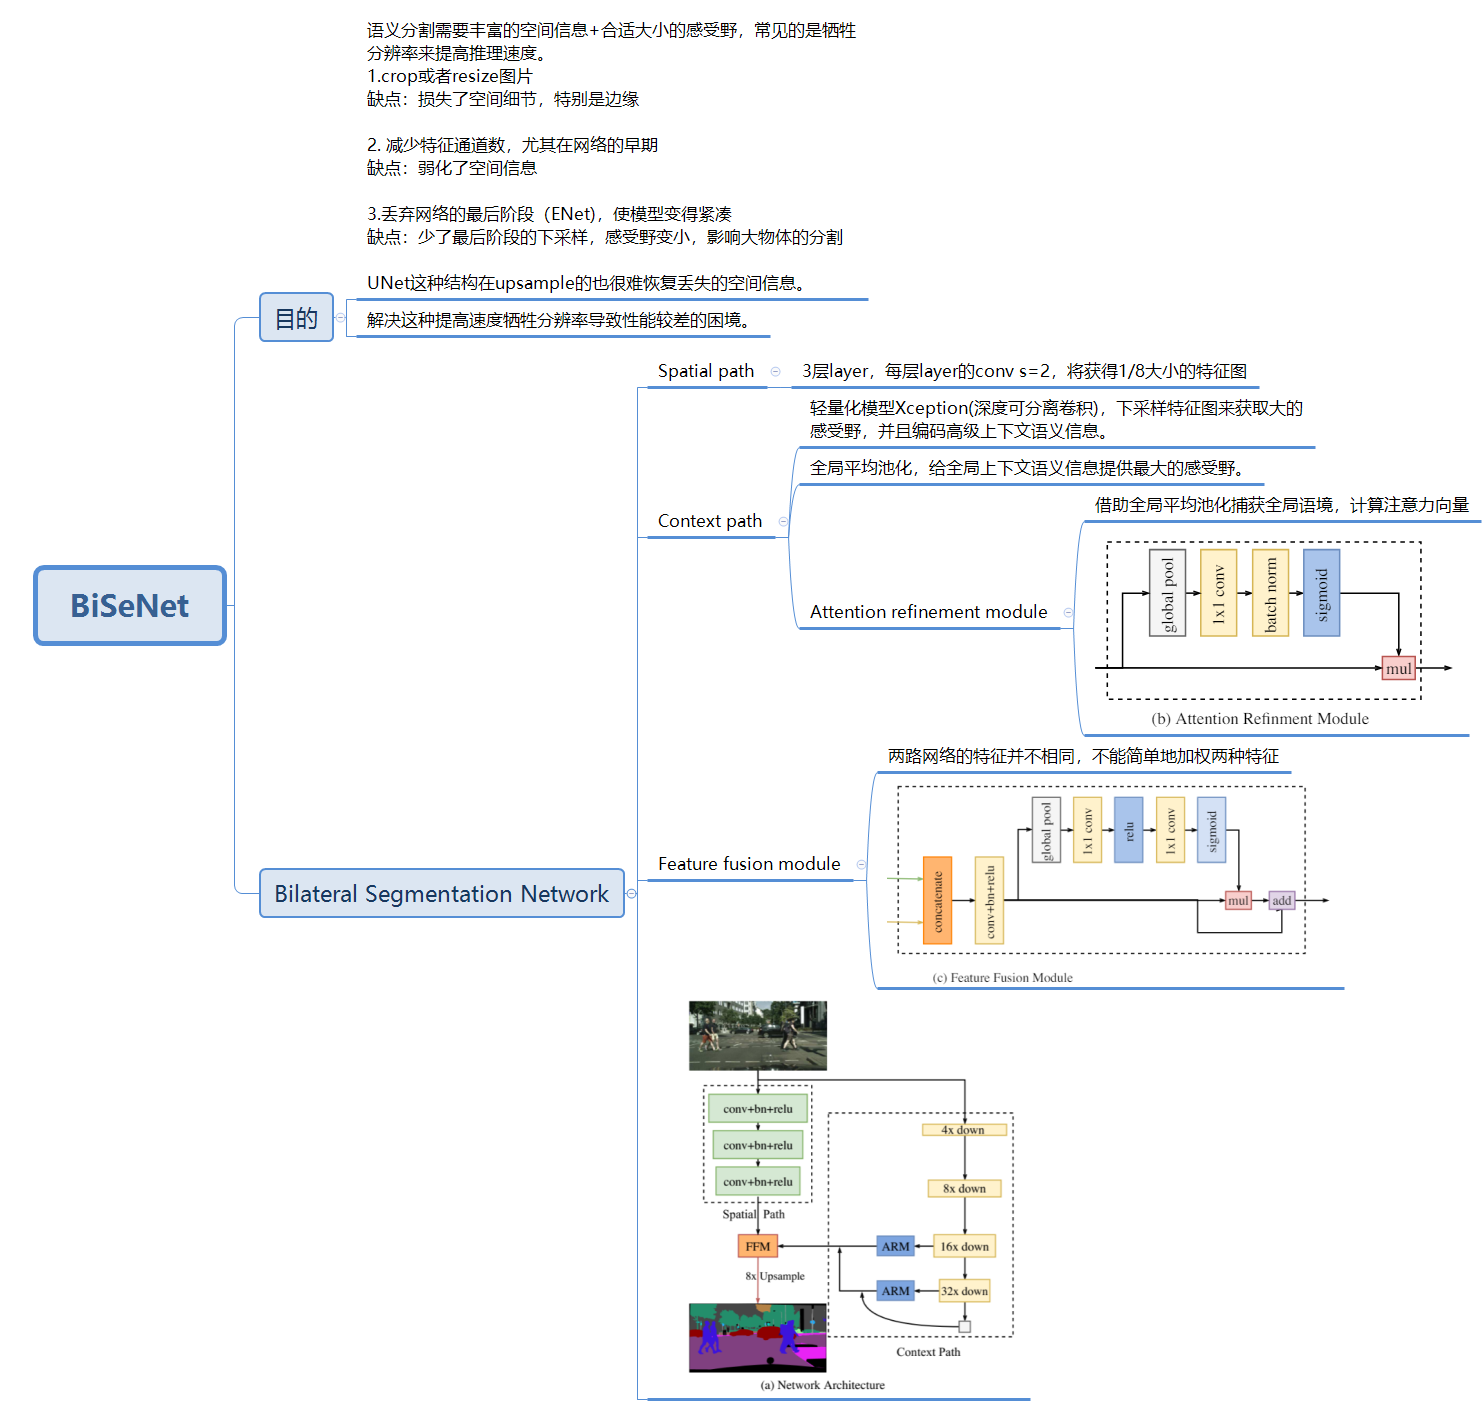 语义分割需要丰富的空间信息+合适大小的感受野，常见的是牺牲
分辨率来提高推理速度。
1.crop或者resize图片
缺点：损失了空间细节，特别是边缘
2. 减少特征通道数，尤其在网络的早期
缺点：弱化了空间信息
3.丢弃网络的最后阶段（ENet)，使模型变得紧凑
缺点：少了最后阶段的下采样，感受野变小，影响大物体的分割
UNet这种结构在upsample的也很难恢复丢失的空间信息。
目的
解决这种提高速度牺牲分辨率导致性能较差的困境。
Spatial path
3层layer，每层layer的conv s=2，将获得1/8大小的特征图
轻量化模型Xception(深度可分离卷积)，下采样特征图来获取大的
感受野，并且编码高级上下文语义信息。
全局平均池化，给全局上下文语义信息提供最大的感受野。
Context path
借助全局平均池化捕获全局语境，计算注意力向量
global pool
1x1 conv
batch norm
sigmoid
Attention refinement module
mul
(b) Attention Refinment Module
BiSeNet
两路网络的特征并不相同，不能简单地加权两种特征
global pool
1x1 conv
relu
1x1 conv
sigmoid
Feature fusion module
concatenate
conv+bn+relu
mul
add
(c) Feature Fusion Module
Bilateral Segmentation Network
conv+bn+relu
4x down
conv+bn+relu
conv+bn+relu
8x down
Spatial Path
FFM
ARM
16x down
8x Upsample
ARM
32x down
Context Path
(a) Network Architecture